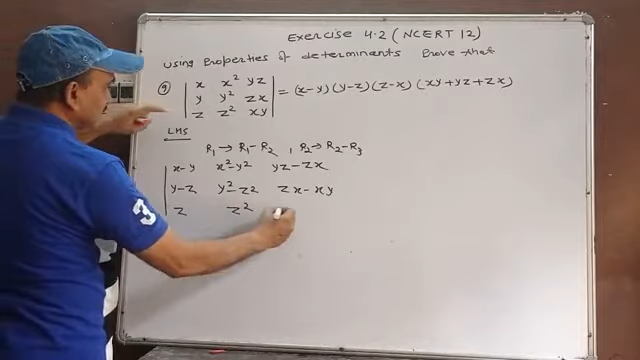 Exercise 4.2 (NCERT 12)
Using Properties of determinants Prove that
9) | x x² yz |
| y y² zx | = (x-y)(y-z)(z-x) (xy+yz+zx)
| z z² xy |
LHS
R₁ → R₁-R₂ , R₂ → R₂-R₃
| x-y x²-y² yz-zx
| y-z y²-z² zx-xy
| z z²
3